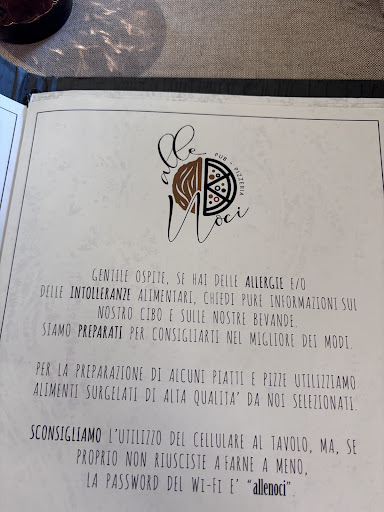 alle
PUB - PIZZERIA
Noci
GENTILE OSPITE, SE HAI DELLE ALLERGIE E/O
DELLE INTOLLERANZE ALIMENTARI, CHIEDI PURE INFORMAZIONI SUL
NOSTRO CIBO E SULLE NOSTRE BEVANDE.
SIAMO PREPARATI PER CONSIGLIARTI NEL MIGLIORE DEI MODI.
PER LA PREPARAZIONE DI ALCUNI PIATTI E PIZZE UTILIZZIAMO
ALIMENTI SURGELATI DI ALTA QUALITA' DA NOI SELEZIONATI.
SCONSIGLIAMO L'UTILIZZO DEL CELLULARE AL TAVOLO, MA, SE
PROPRIO NON RIUSCISTE A FARNE A MENO,
LA PASSWORD DEL WI-FI E' "allenoci".